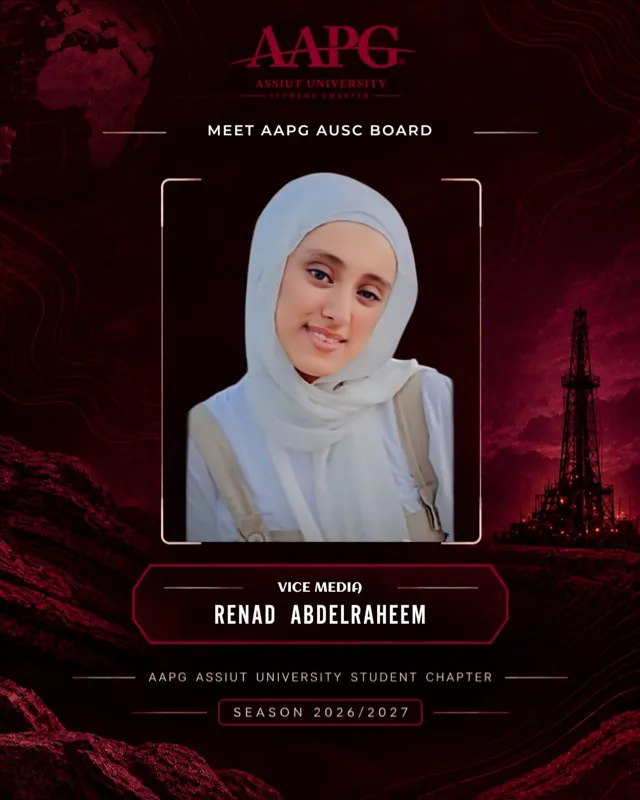 AAPG
ASSIUT UNIVERSITY
STUDENT CHAPTER
MEET AAPG AUSC BOARD
VICE MEDIA
RENAD ABDELRAHEEM
AAPG ASSIUT UNIVERSITY STUDENT CHAPTER
SEASON 2026/2027